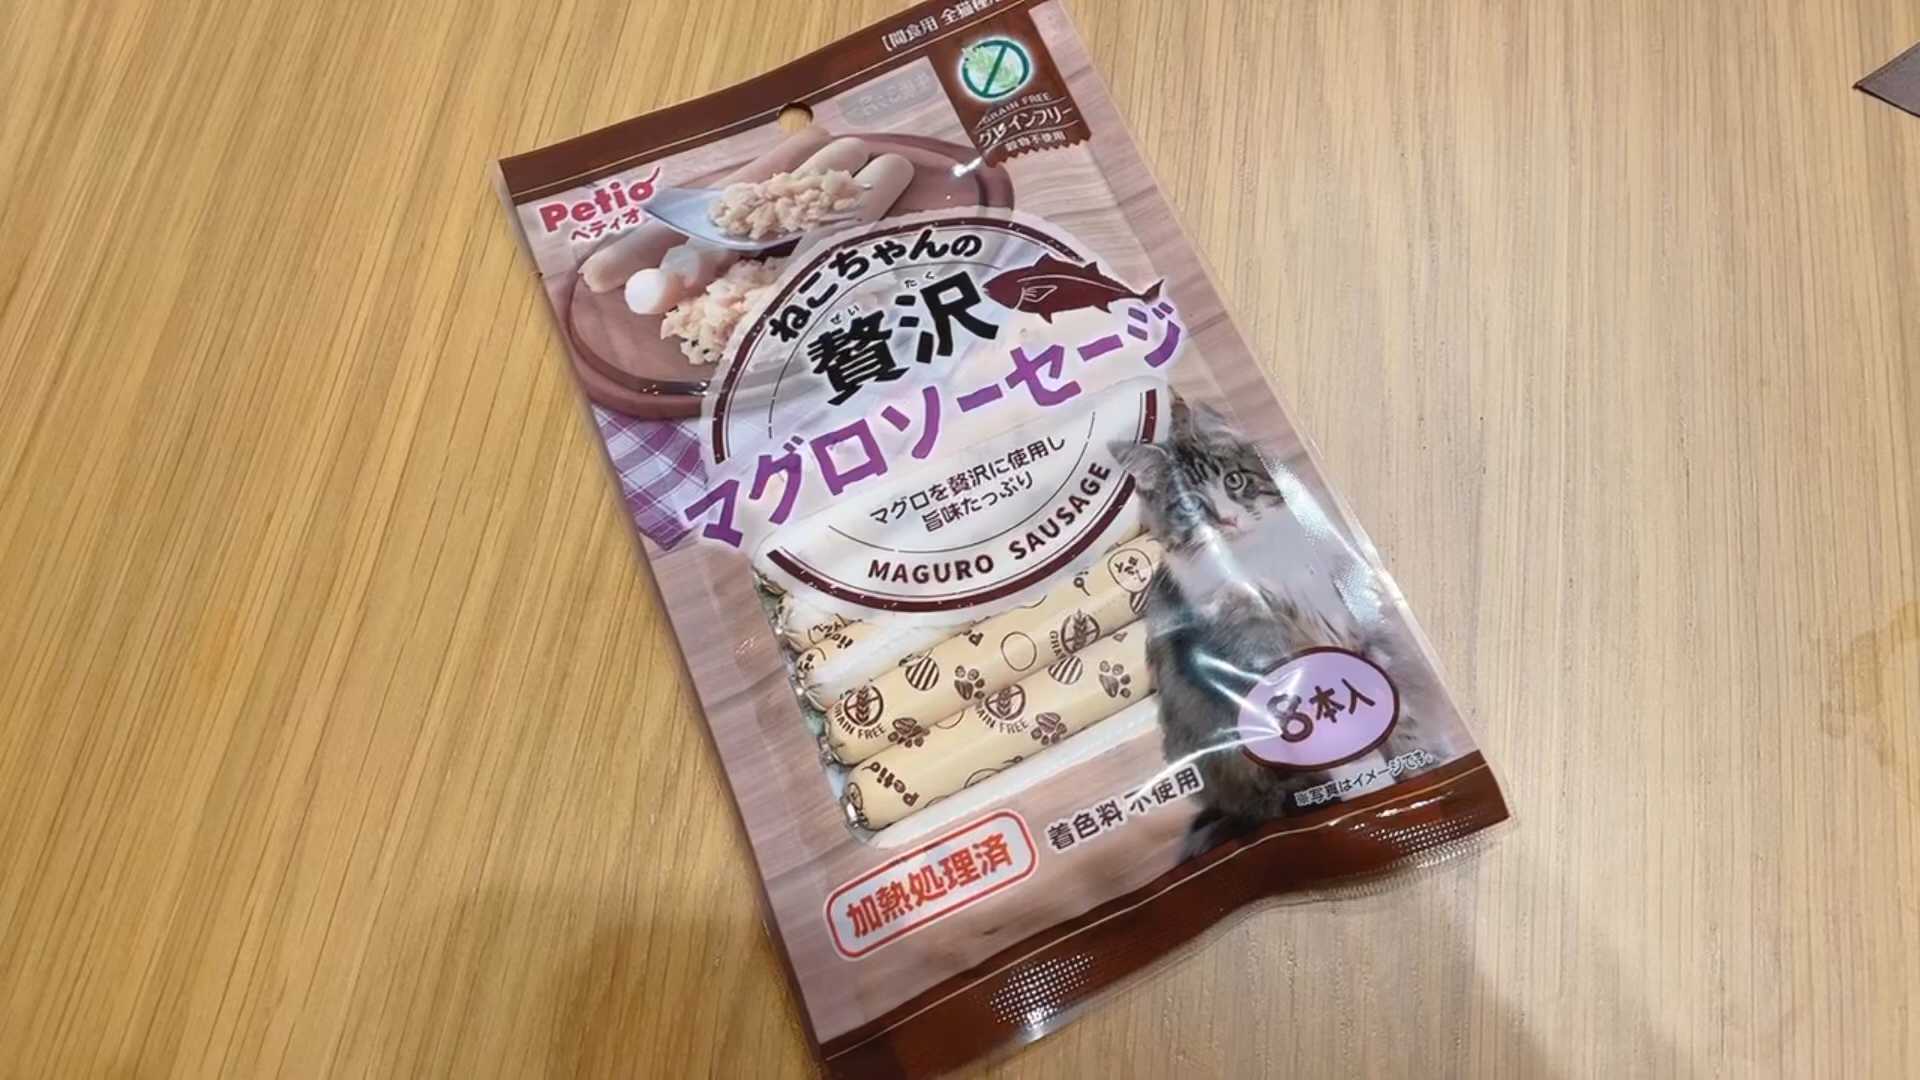 【間食用 全猫種用
GRAIN FREE
グレインフリー
穀物不使用
Petio
ペティオ
ねこちゃんの
ぜいたく
贅沢
マグロソーセージ
マグロを贅沢に使用し
旨味たっぷり
MAGURO SAUSAGE
GRAIN FREE
GRAIN FREE
Petio
8本入
※写真はイメージです。
着色料 不使用
加熱処理済